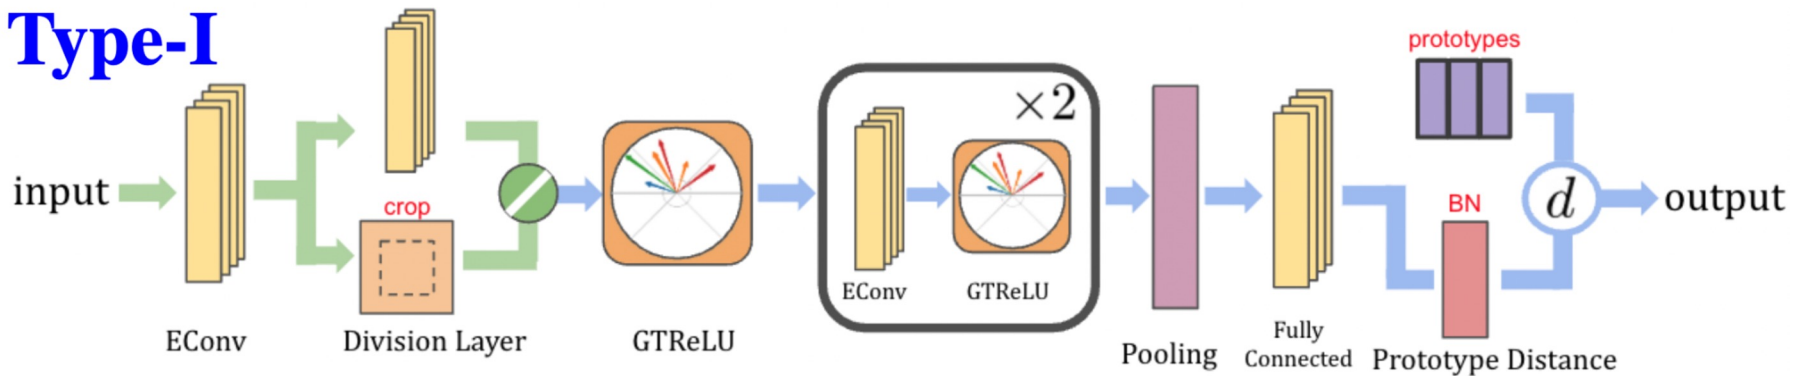 Type-I
input
EConv
crop
Division Layer
GTReLU
×2
EConv
GTReLU
Pooling
Fully
Connected
prototypes
BN
Prototype Distance
d
output